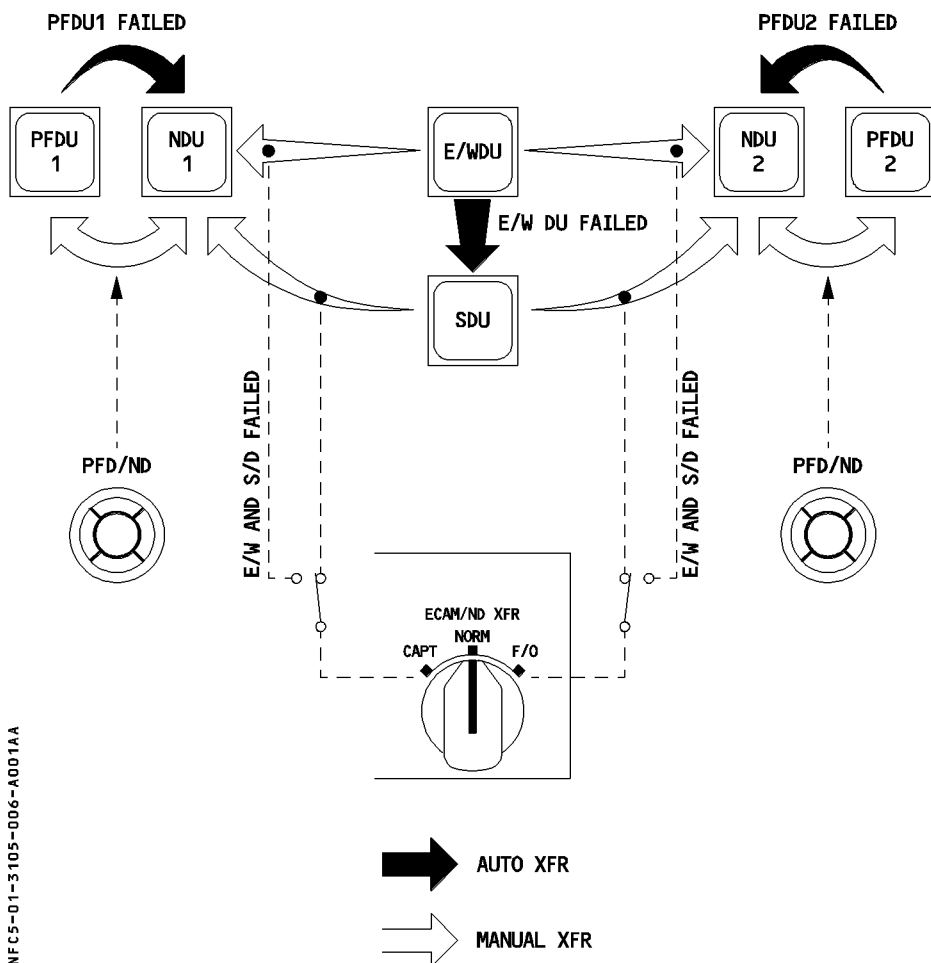 PFDU1 FAILED
PFDU2 FAILED
PFDU
1
NDU
1
E/WDU
NDU
2
PFDU
2
E/W DU FAILED
SDU
E/W AND S/D FAILED
E/W AND S/D FAILED
PFD/ND
PFD/ND
ECAM/ND XFR
NORM
CAPT
F/O
AUTO XFR
MANUAL XFR
NFC5-01-3105-006-A001AA